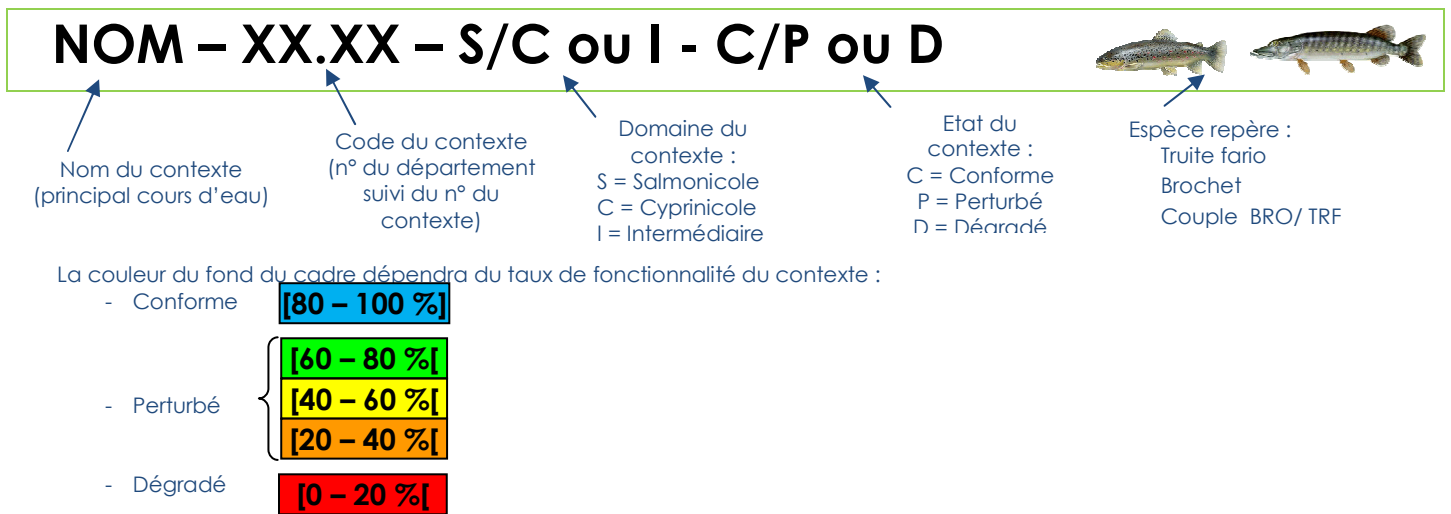 NOM – XX.XX – S/C ou I - C/P ou D
Nom du contexte
(principal cours d'eau)
Code du contexte
(n° du département
suivi du n° du
contexte)
Domaine du
contexte :
S = Salmonicole
C = Cyprinicole
I = Intermédiaire
Etat du
contexte :
C = Conforme
P = Perturbé
D = Dégradé
Espèce repère :
Truite fario
Brochet
Couple BRO/ TRF
La couleur du fond du cadre dépendra du taux de fonctionnalité du contexte :
- Conforme [80 – 100 %]
[60 – 80 %[
- Perturbé [40 – 60 %[
[20 – 40 %[
- Dégradé [0 – 20 %[